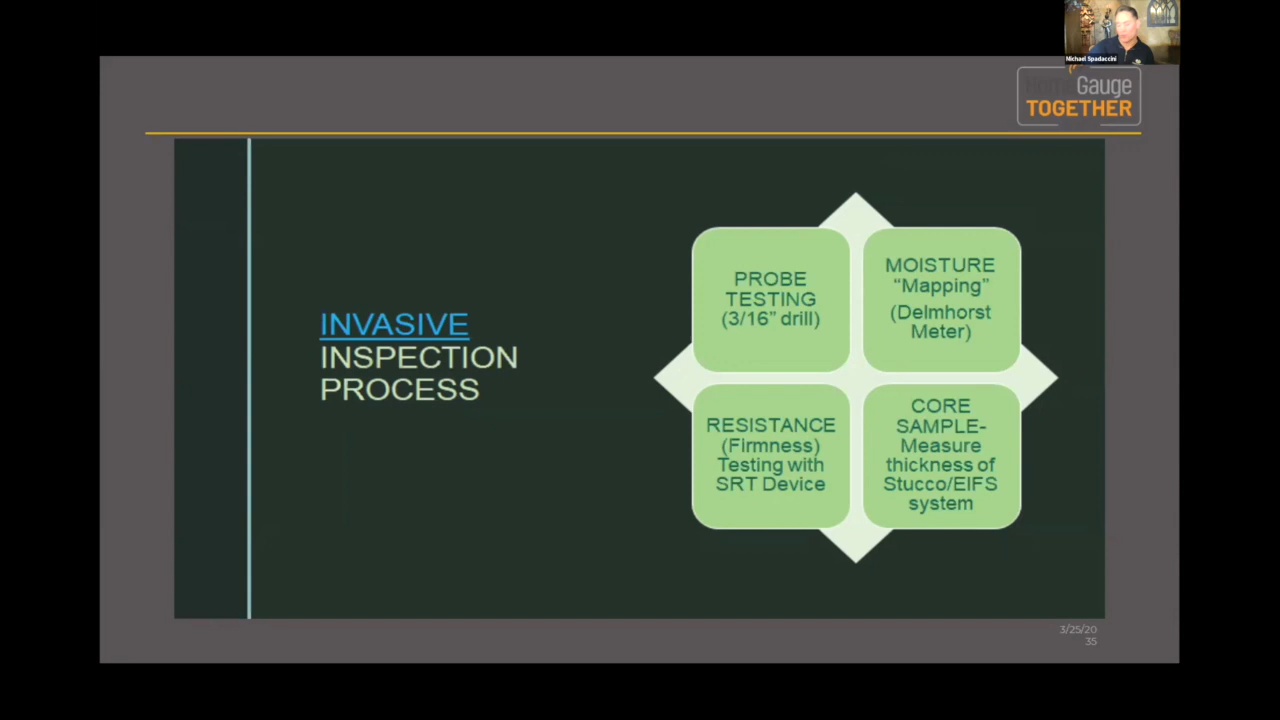 Michael Spadaccini
HomeGauge
TOGETHER
INVASIVE
INSPECTION
PROCESS
PROBE
TESTING
(3/16” drill)
MOISTURE
“Mapping”
(Delmhorst
Meter)
RESISTANCE
(Firmness)
Testing with
SRT Device
CORE
SAMPLE-
Measure
thickness of
Stucco/EIFS
system
3/25/20
35